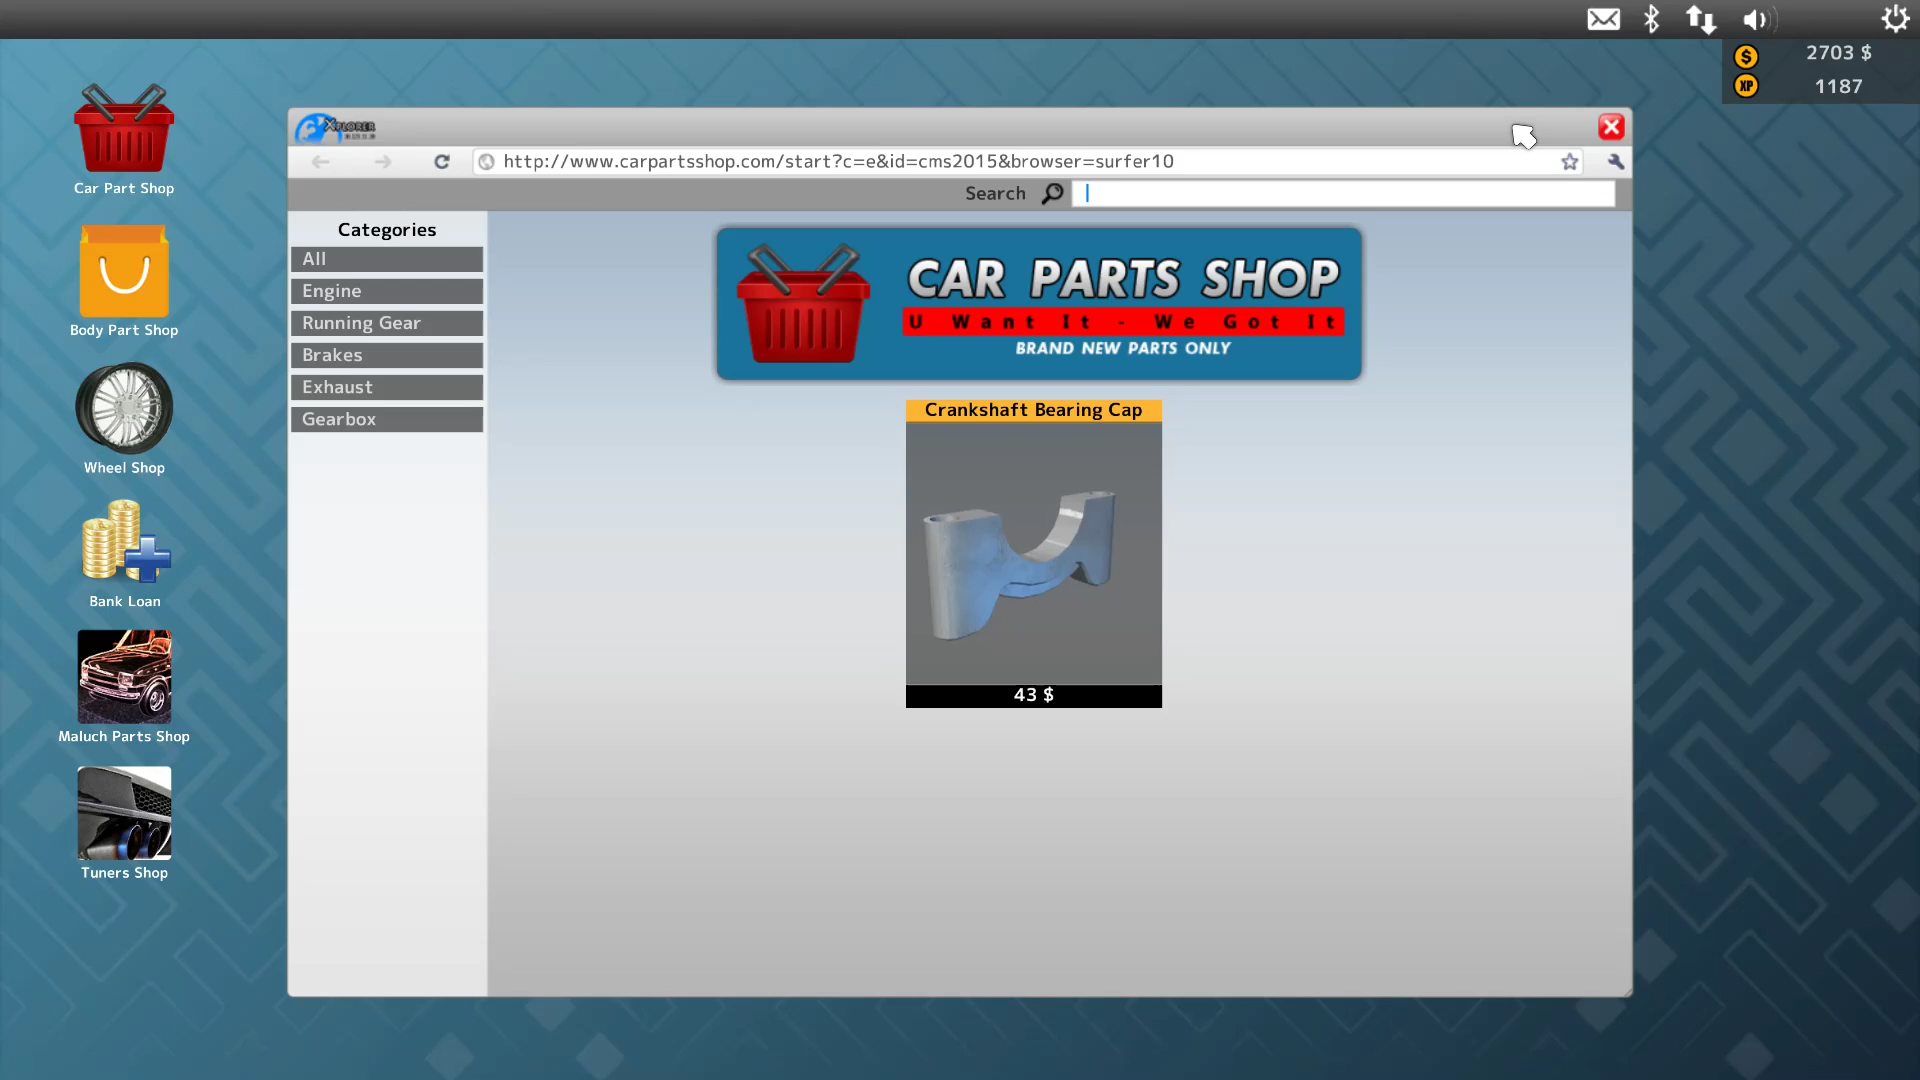 2703 $
XP
1187
XPLORER
http://www.carpartsshop.com/start?c=e&id=cms2015&browser=surfer10
Search
Car Part Shop
Body Part Shop
Wheel Shop
Bank Loan
Maluch Parts Shop
Tuners Shop
Categories
All
Engine
Running Gear
Brakes
Exhaust
Gearbox
CAR PARTS SHOP
U Want It - We Got It
BRAND NEW PARTS ONLY
Crankshaft Bearing Cap
43 $